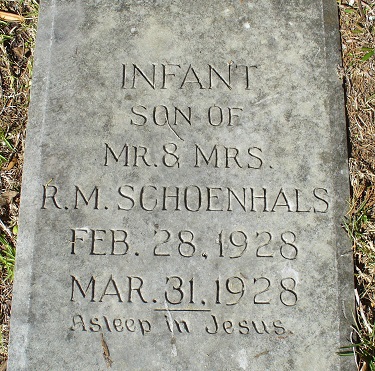 INFANT
SON OF
MR. & MRS.
R.M. SCHOENHALS
FEB. 28, 1928
MAR. 31, 1928
Asleep in Jesus.